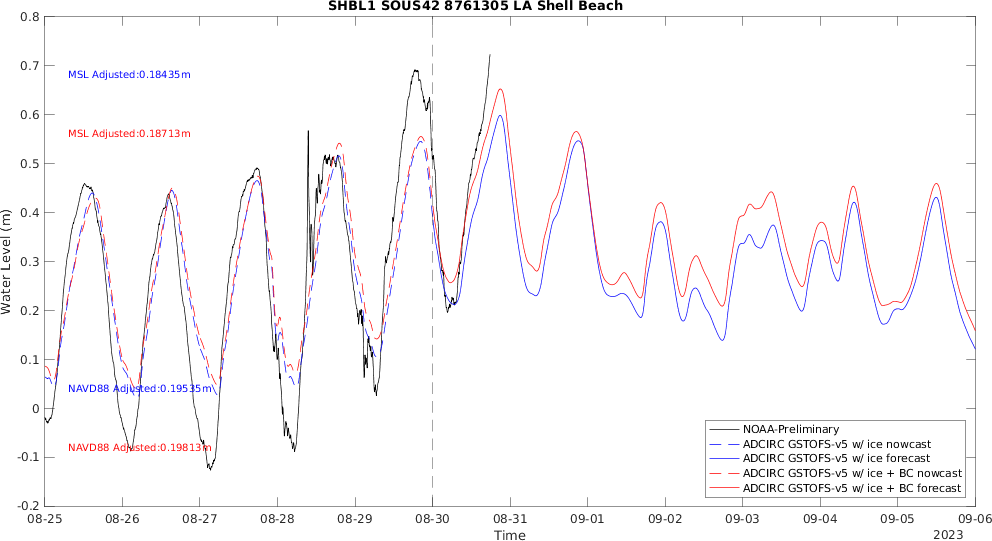 SHBL1 SOUS42 8761305 LA Shell Beach
0.8
0.7
0.6
0.5
0.4
0.3
0.2
0.1
0
-0.1
-0.2
Water Level (m)
MSL Adjusted:0.18435m
MSL Adjusted:0.18713m
NAVD88 Adjusted:0.19535m
NAVD88 Adjusted:0.19813m
NOAA-Preliminary
ADCIRC GSTOFS-v5 w/ ice nowcast
ADCIRC GSTOFS-v5 w/ ice forecast
ADCIRC GSTOFS-v5 w/ ice + BC nowcast
ADCIRC GSTOFS-v5 w/ ice + BC forecast
08-25 08-26 08-27 08-28 08-29 08-30 08-31 09-01 09-02 09-03 09-04 09-05 09-06
Time
2023